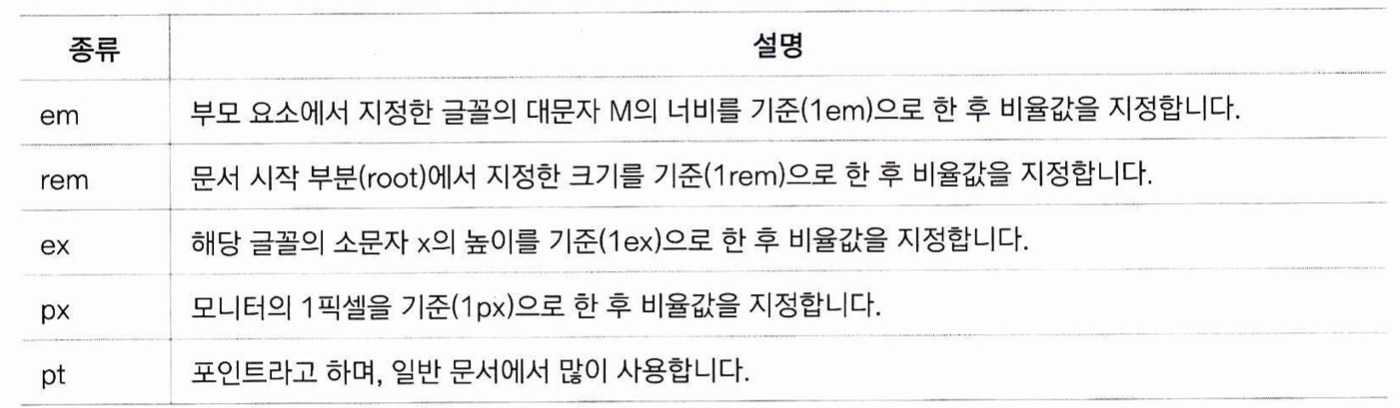 종류 설명
em 부모 요소에서 지정한 글꼴의 대문자 M의 너비를 기준(1em)으로 한 후 비율값을 지정합니다.
rem 문서 시작 부분(root)에서 지정한 크기를 기준(1rem)으로 한 후 비율값을 지정합니다.
ex 해당 글꼴의 소문자 x의 높이를 기준(1ex)으로 한 후 비율값을 지정합니다.
px 모니터의 1픽셀을 기준(1px)으로 한 후 비율값을 지정합니다.
pt 포인트라고 하며, 일반 문서에서 많이 사용합니다.